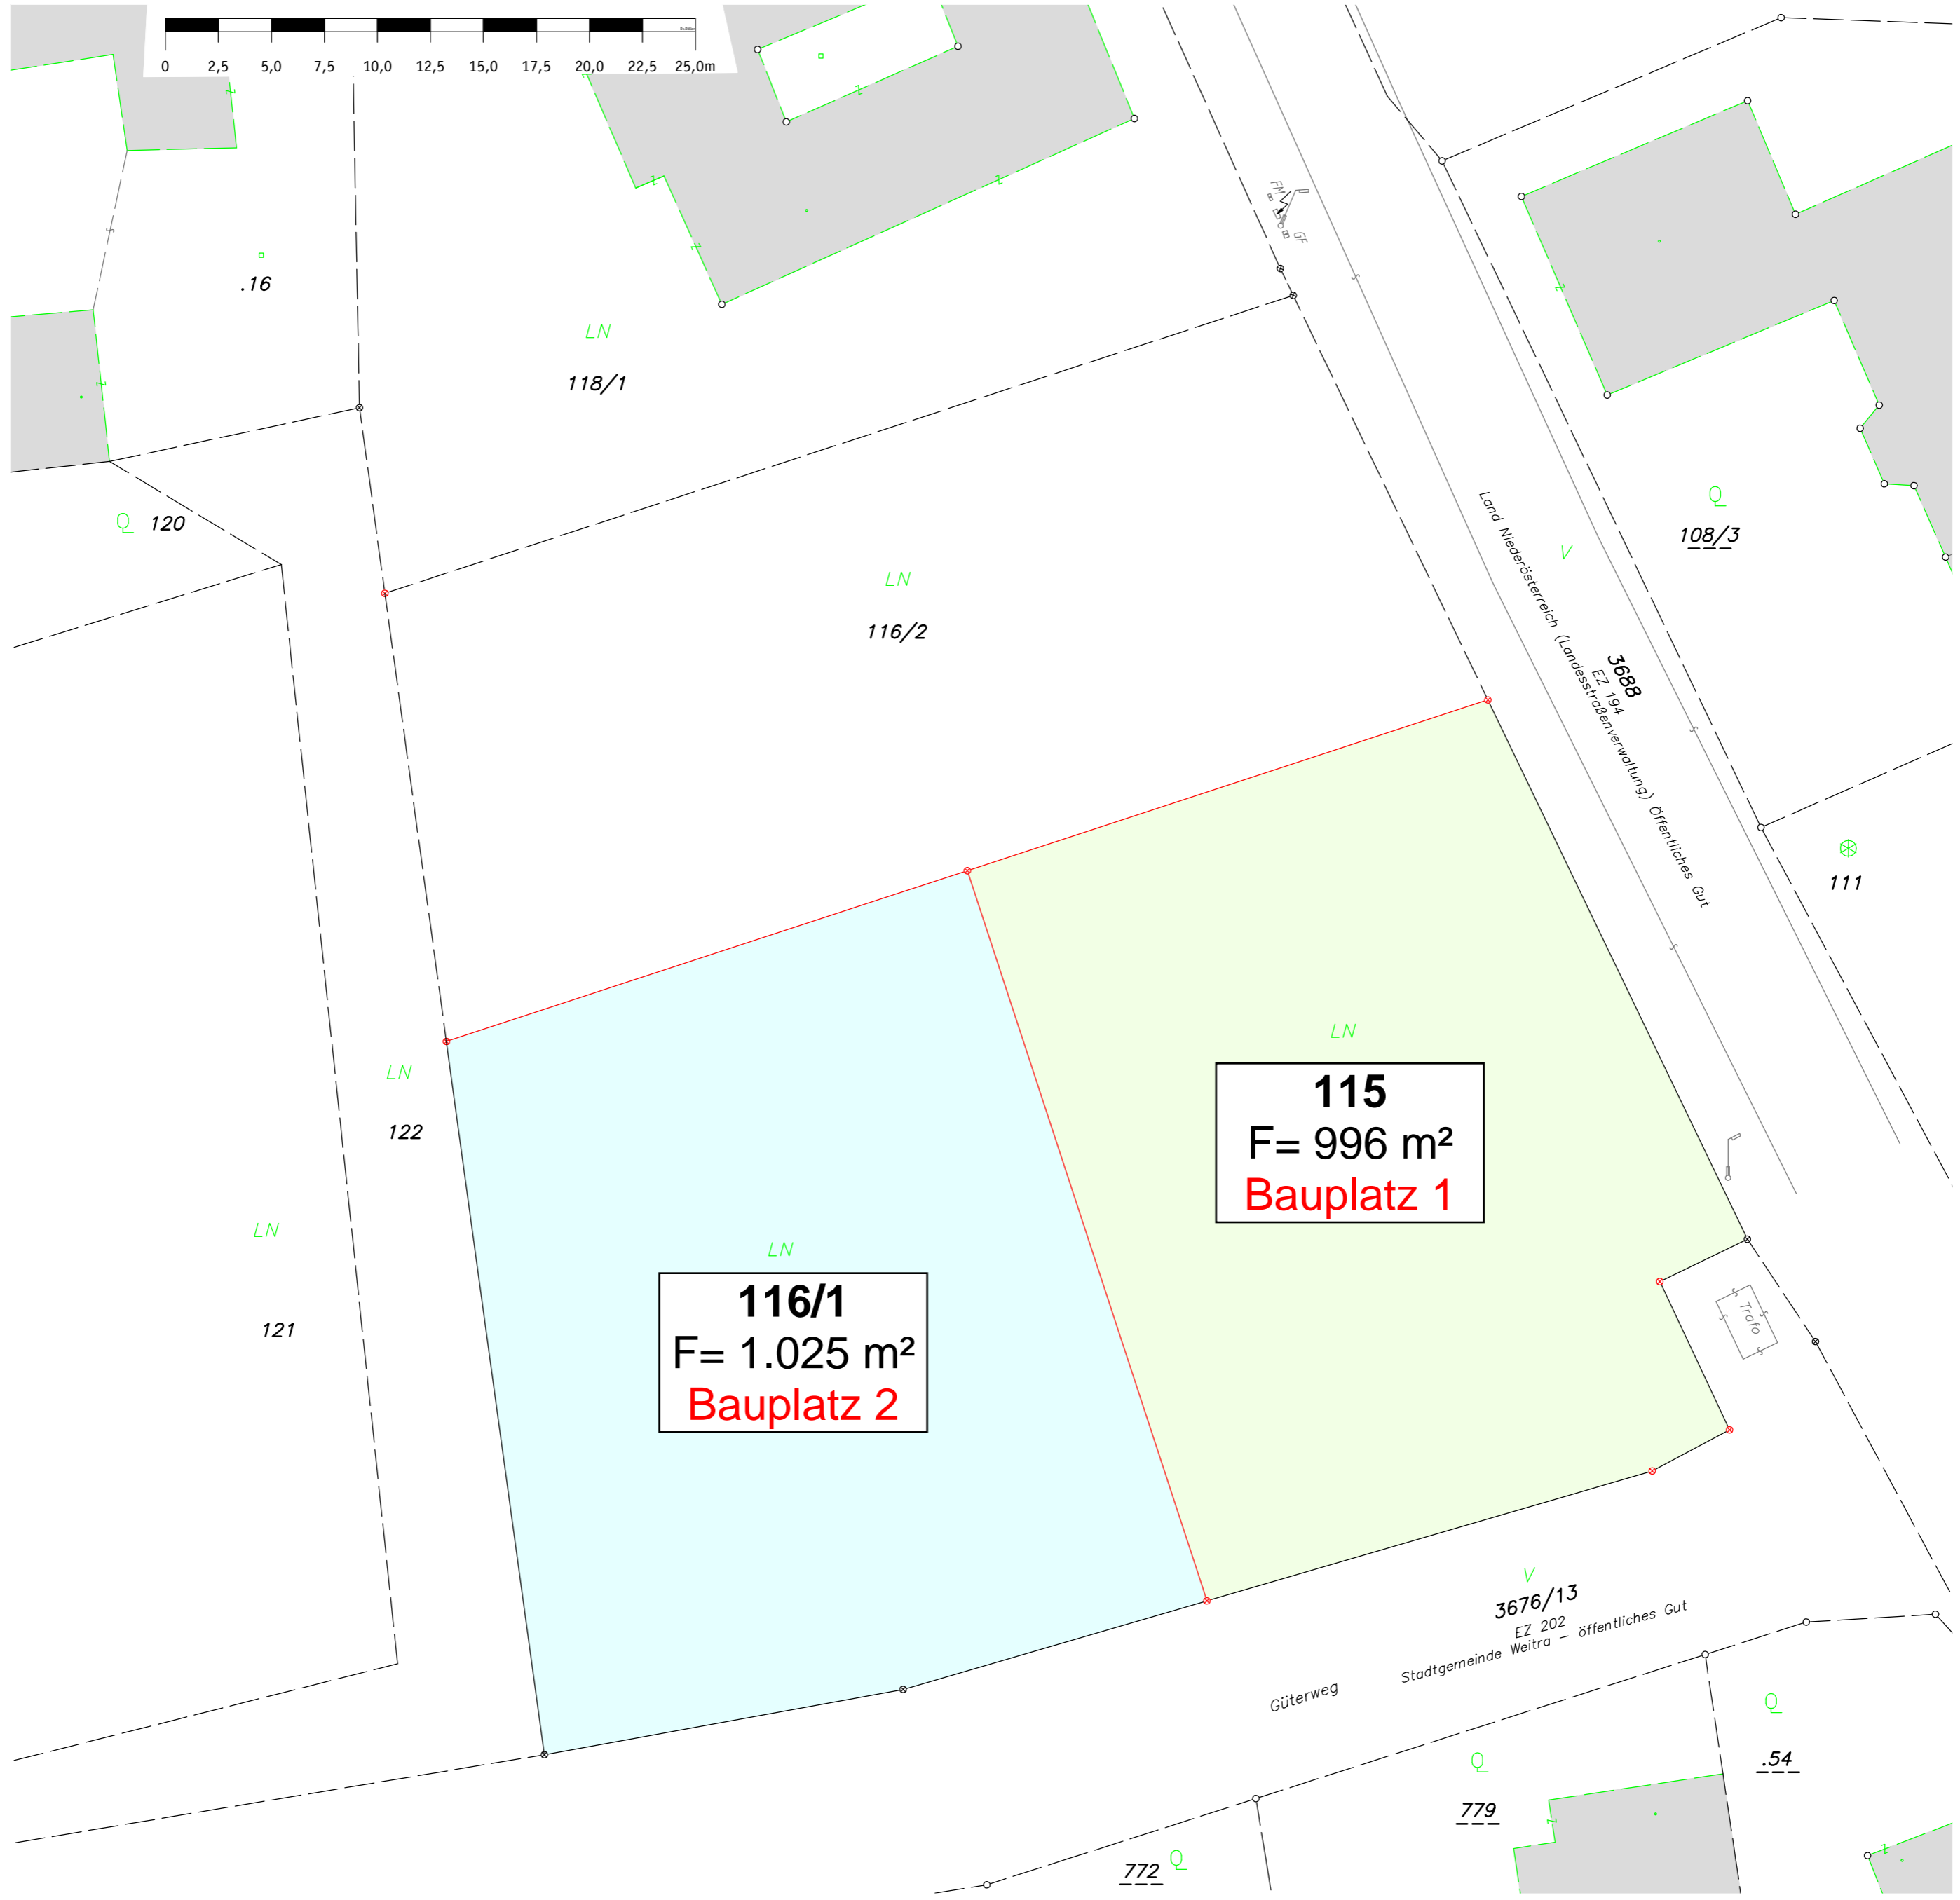 0 2,5 5,0 7,5 10,0 12,5 15,0 17,5 20,0 22,5 25,0m
.16
FM
GF
LN
118/1
Q 120
Q
108/3
LN
116/2
V
Land Niederösterreich (Landesstraßenverwaltung) Öffentliches Gut
3688
EZ 194
111
LN
122
LN
115
F= 996 m²
Bauplatz 1
LN
121
LN
116/1
F= 1.025 m²
Bauplatz 2
Trafo
V
3676/13
EZ 202
Stadtgemeinde Weitra – öffentliches Gut
Güterweg
Q
.54
Q
779
Q
772